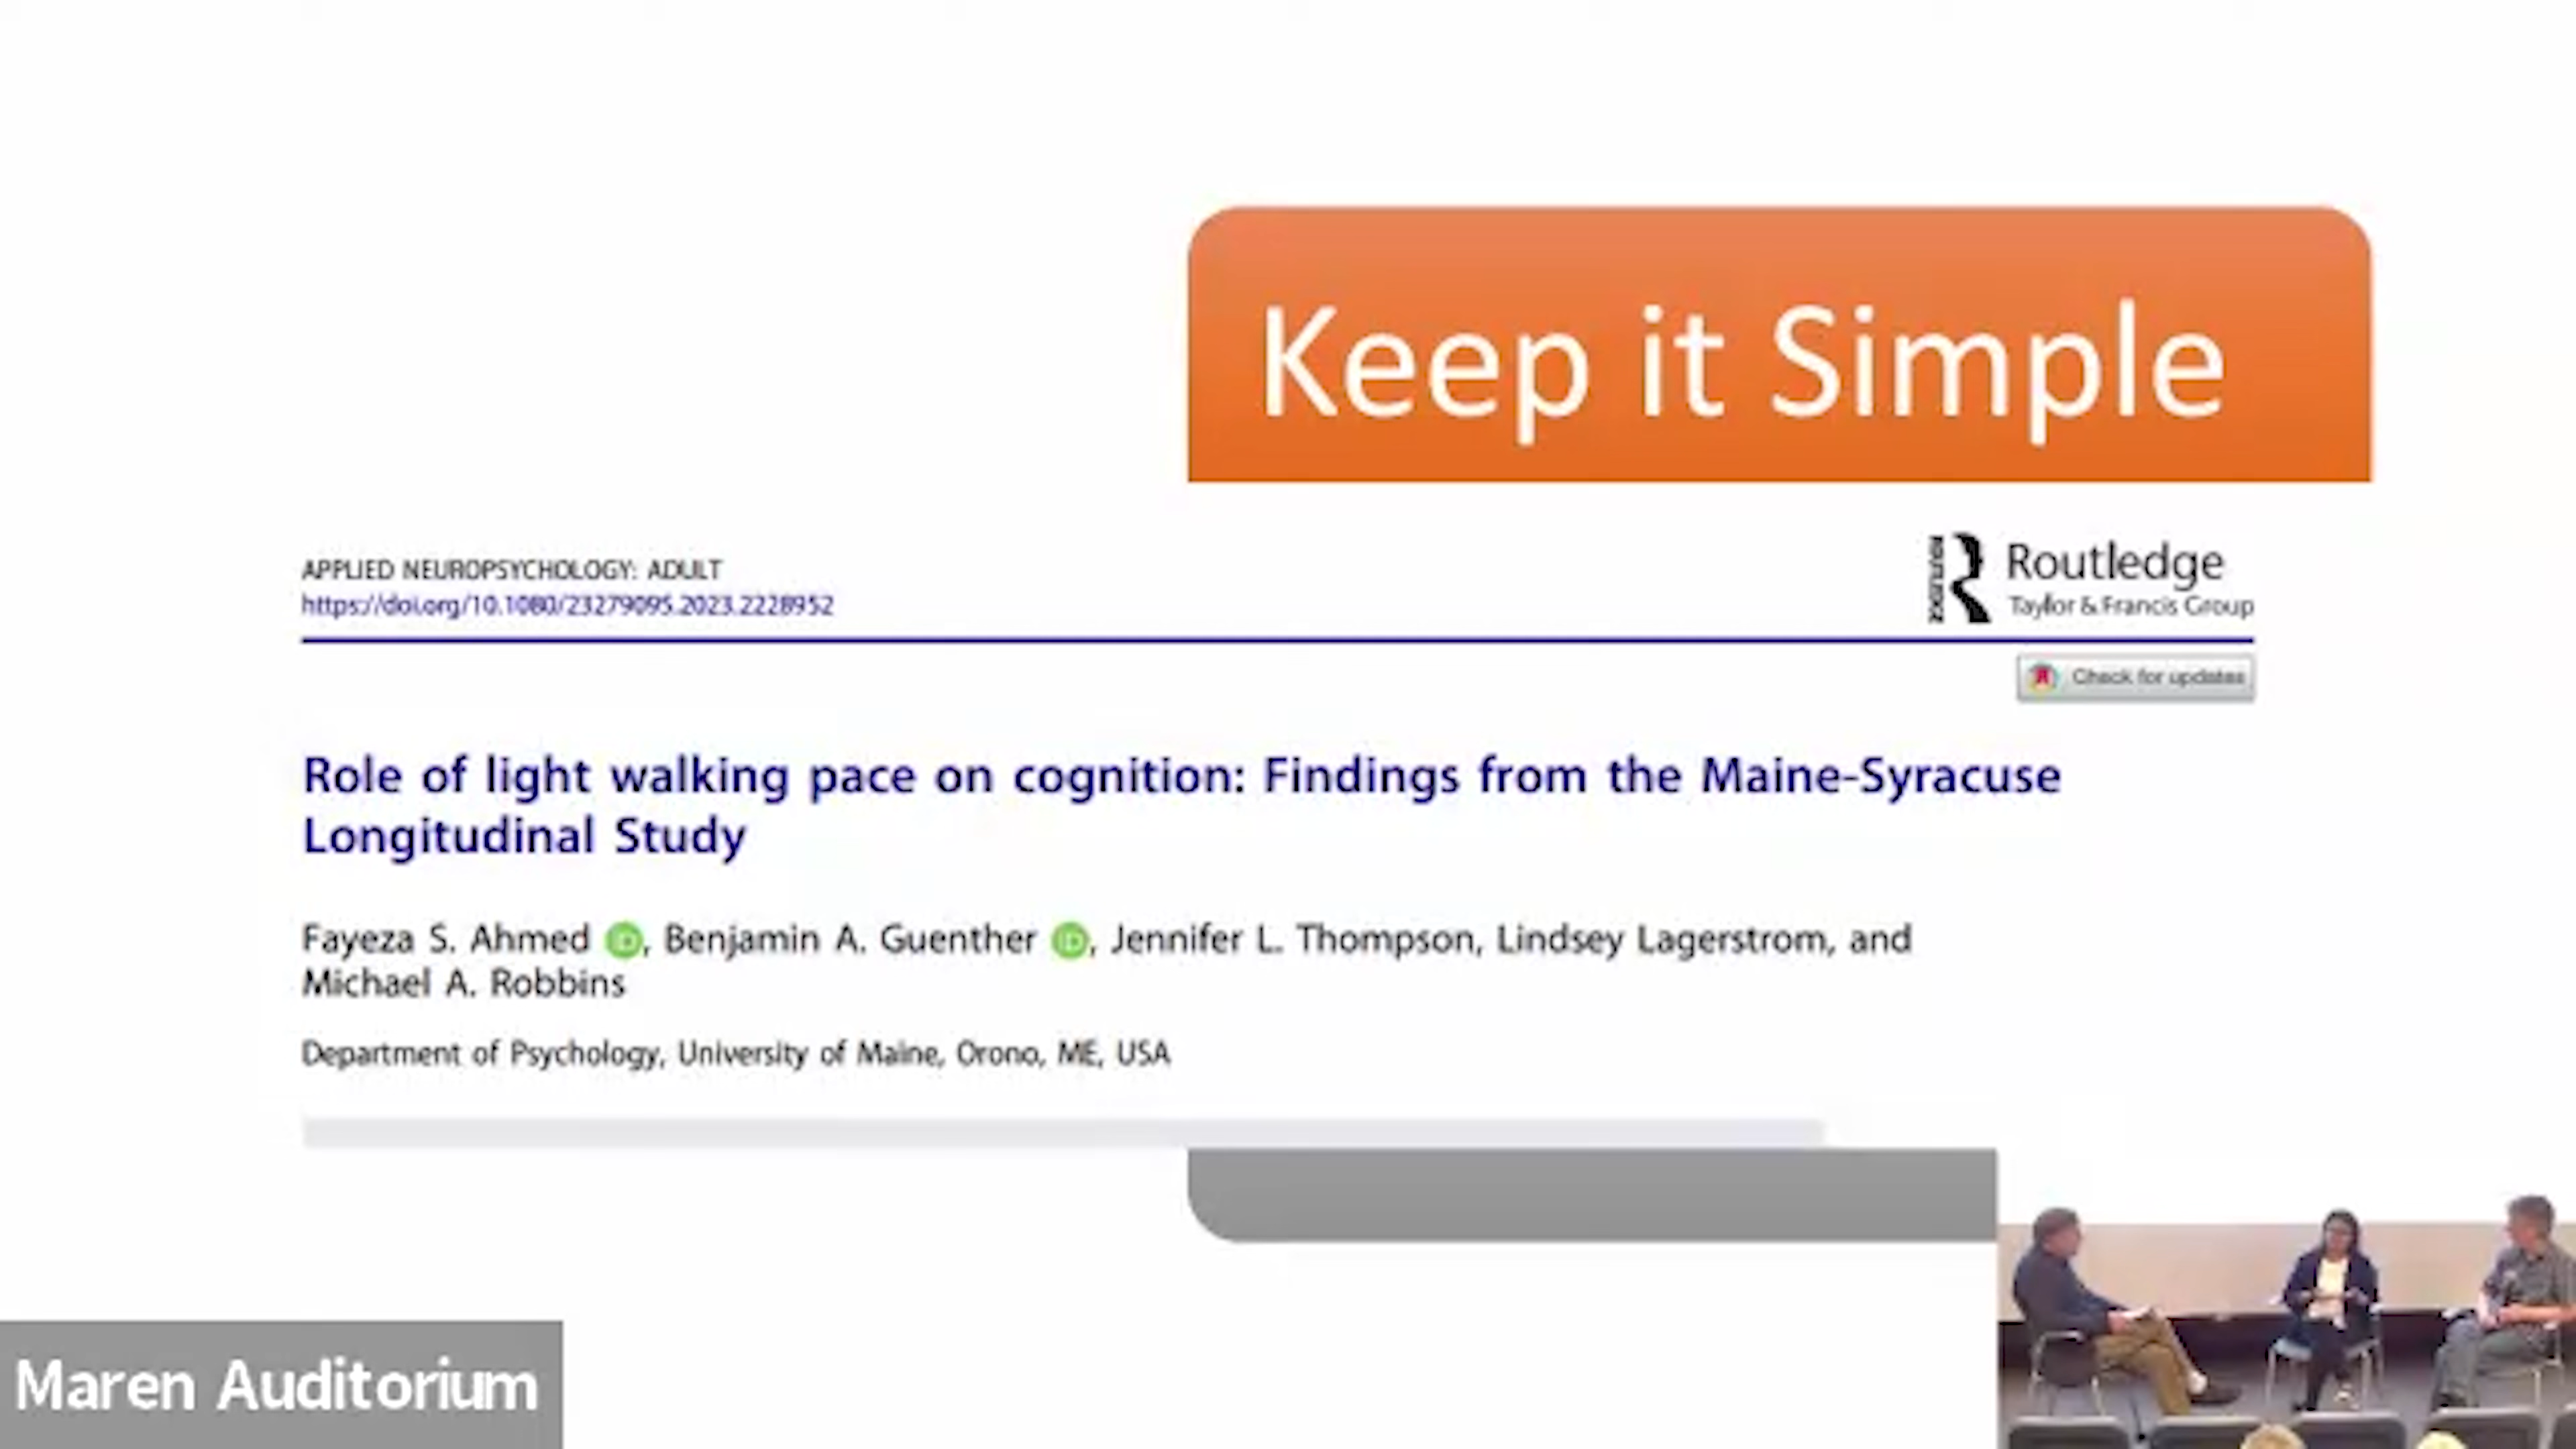 Keep it Simple
APPLIED NEUROPSYCHOLOGY: ADULT
https://doi.org/10.1080/23279095.2023.2228952
ROUTLEDGE
Routledge
Taylor & Francis Group
Check for updates
Role of light walking pace on cognition: Findings from the Maine-Syracuse
Longitudinal Study
Fayeza S. Ahmed iD, Benjamin A. Guenther iD, Jennifer L. Thompson, Lindsey Lagerstrom, and
Michael A. Robbins
Department of Psychology, University of Maine, Orono, ME, USA
Maren Auditorium